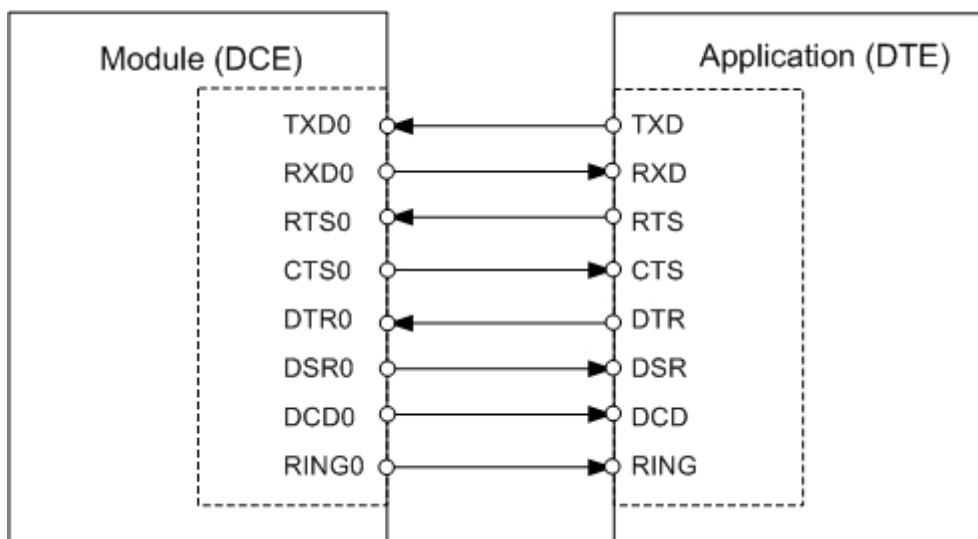 Module (DCE)
Application (DTE)
TXD0
TXD
RXD0
RXD
RTS0
RTS
CTS0
CTS
DTR0
DTR
DSR0
DSR
DCD0
DCD
RING0
RING